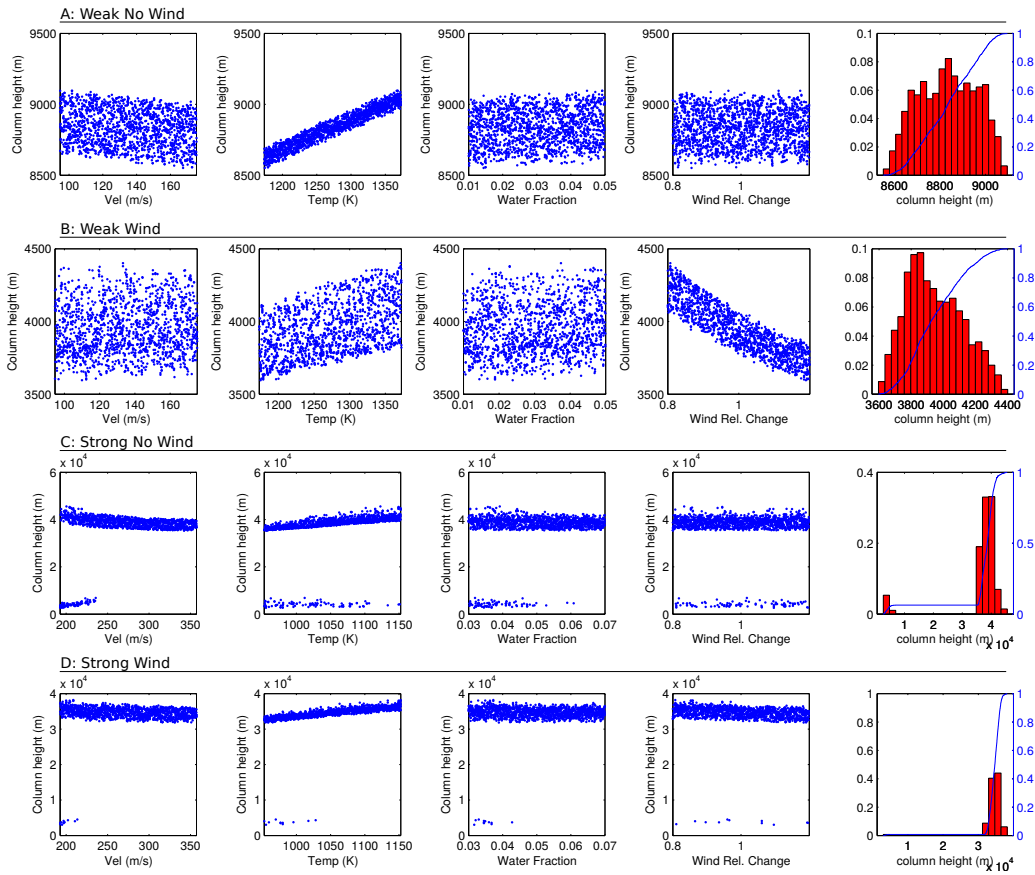 A: Weak No Wind
9500
9000
8500
Column height (m)
100 120 140 160
Vel (m/s)
9500
9000
8500
Column height (m)
1200 1250 1300 1350
Temp (K)
9500
9000
8500
Column height (m)
0.01 0.02 0.03 0.04 0.05
Water Fraction
9500
9000
8500
Column height (m)
0.8 1
Wind Rel. Change
0.1
0.08
0.06
0.04
0.02
0
1
0.8
0.6
0.4
0.2
0
8600 8800 9000
column height (m)
B: Weak Wind
4500
4000
3500
Column height (m)
100 120 140 160
Vel (m/s)
4500
4000
3500
Column height (m)
1200 1250 1300 1350
Temp (K)
4500
4000
3500
Column height (m)
0.01 0.02 0.03 0.04 0.05
Water Fraction
4500
4000
3500
Column height (m)
0.8 1
Wind Rel. Change
0.1
0.08
0.06
0.04
0.02
0
1
0.8
0.6
0.4
0.2
0
3600 3800 4000 4200 4400
column height (m)
C: Strong No Wind
x 10^4
6
4
2
0
Column height (m)
200 250 300 350
Vel (m/s)
x 10^4
6
4
2
0
Column height (m)
1000 1050 1100 1150
Temp (K)
x 10^4
6
4
2
0
Column height (m)
0.03 0.04 0.05 0.06 0.07
Water Fraction
x 10^4
6
4
2
0
Column height (m)
0.8 1
Wind Rel. Change
0.4
0.2
0
1
0.5
0
1 2 3 4
column height (m)
x 10^4
D: Strong Wind
x 10^4
4
3
2
1
0
Column height (m)
200 250 300 350
Vel (m/s)
x 10^4
4
3
2
1
0
Column height (m)
1000 1050 1100 1150
Temp (K)
x 10^4
4
3
2
1
0
Column height (m)
0.03 0.04 0.05 0.06 0.07
Water Fraction
x 10^4
4
3
2
1
0
Column height (m)
0.8 1
Wind Rel. Change
1
0.8
0.6
0.4
0.2
0
1
0.8
0.6
0.4
0.2
0
1 2 3
column height (m)
x 10^4